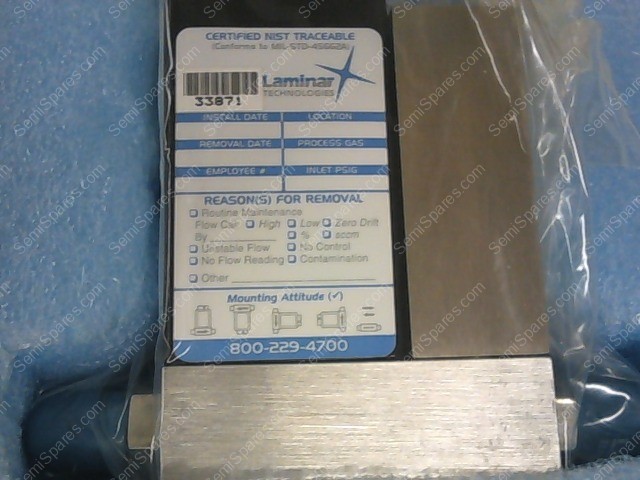 CERTIFIED NIST TRACEABLE
(Conforms to MIL-STD-45662A)
Laminar
TECHNOLOGIES
33871
INSTALL DATE LOCATION
REMOVAL DATE PROCESS GAS
EMPLOYEE # INLET PSIG
REASON(S) FOR REMOVAL
Routine Maintenance
Flow Cal High Low Zero Drift
By % sccm
Unstable Flow No Control
No Flow Reading Contamination
Other
Mounting Attitude (✓)
800-229-4700
SemiSpares.com